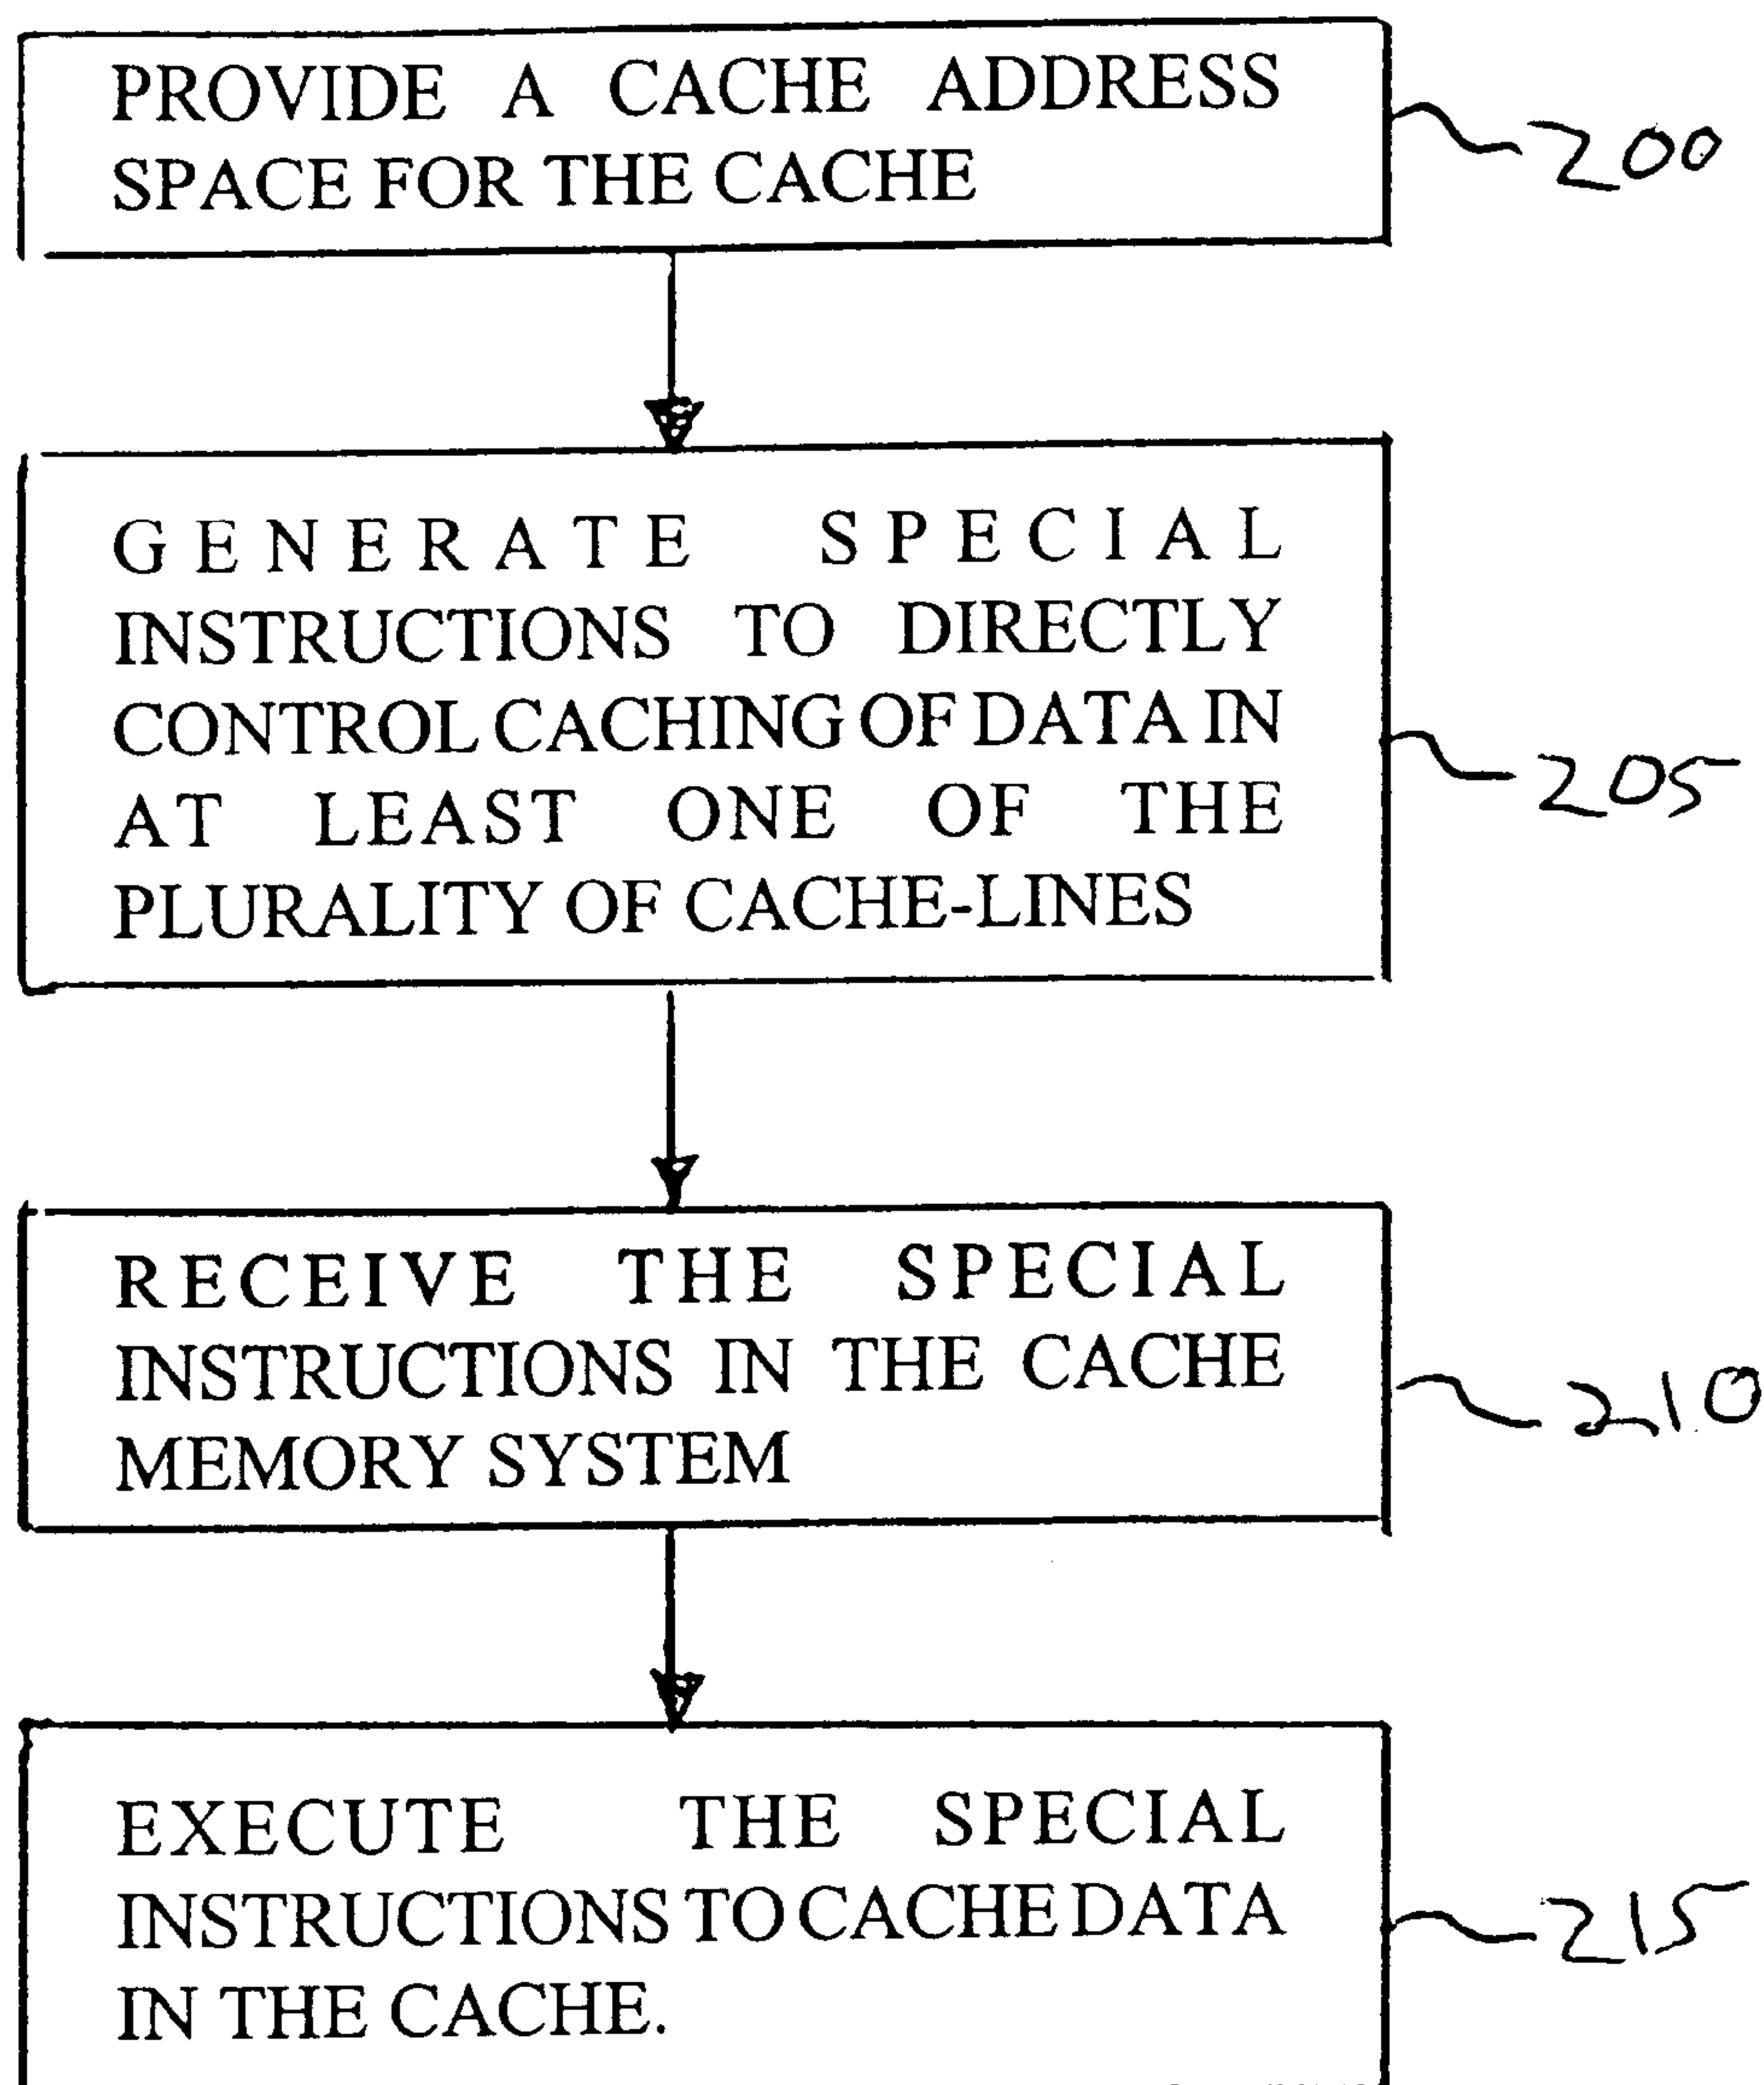 PROVIDE A CACHE ADDRESS
SPACE FOR THE CACHE
200
GENERATE SPECIAL
INSTRUCTIONS TO DIRECTLY
CONTROL CACHING OF DATA IN
AT LEAST ONE OF THE
PLURALITY OF CACHE-LINES
205
RECEIVE THE SPECIAL
INSTRUCTIONS IN THE CACHE
MEMORY SYSTEM
210
EXECUTE THE SPECIAL
INSTRUCTIONS TO CACHE DATA
IN THE CACHE.
215